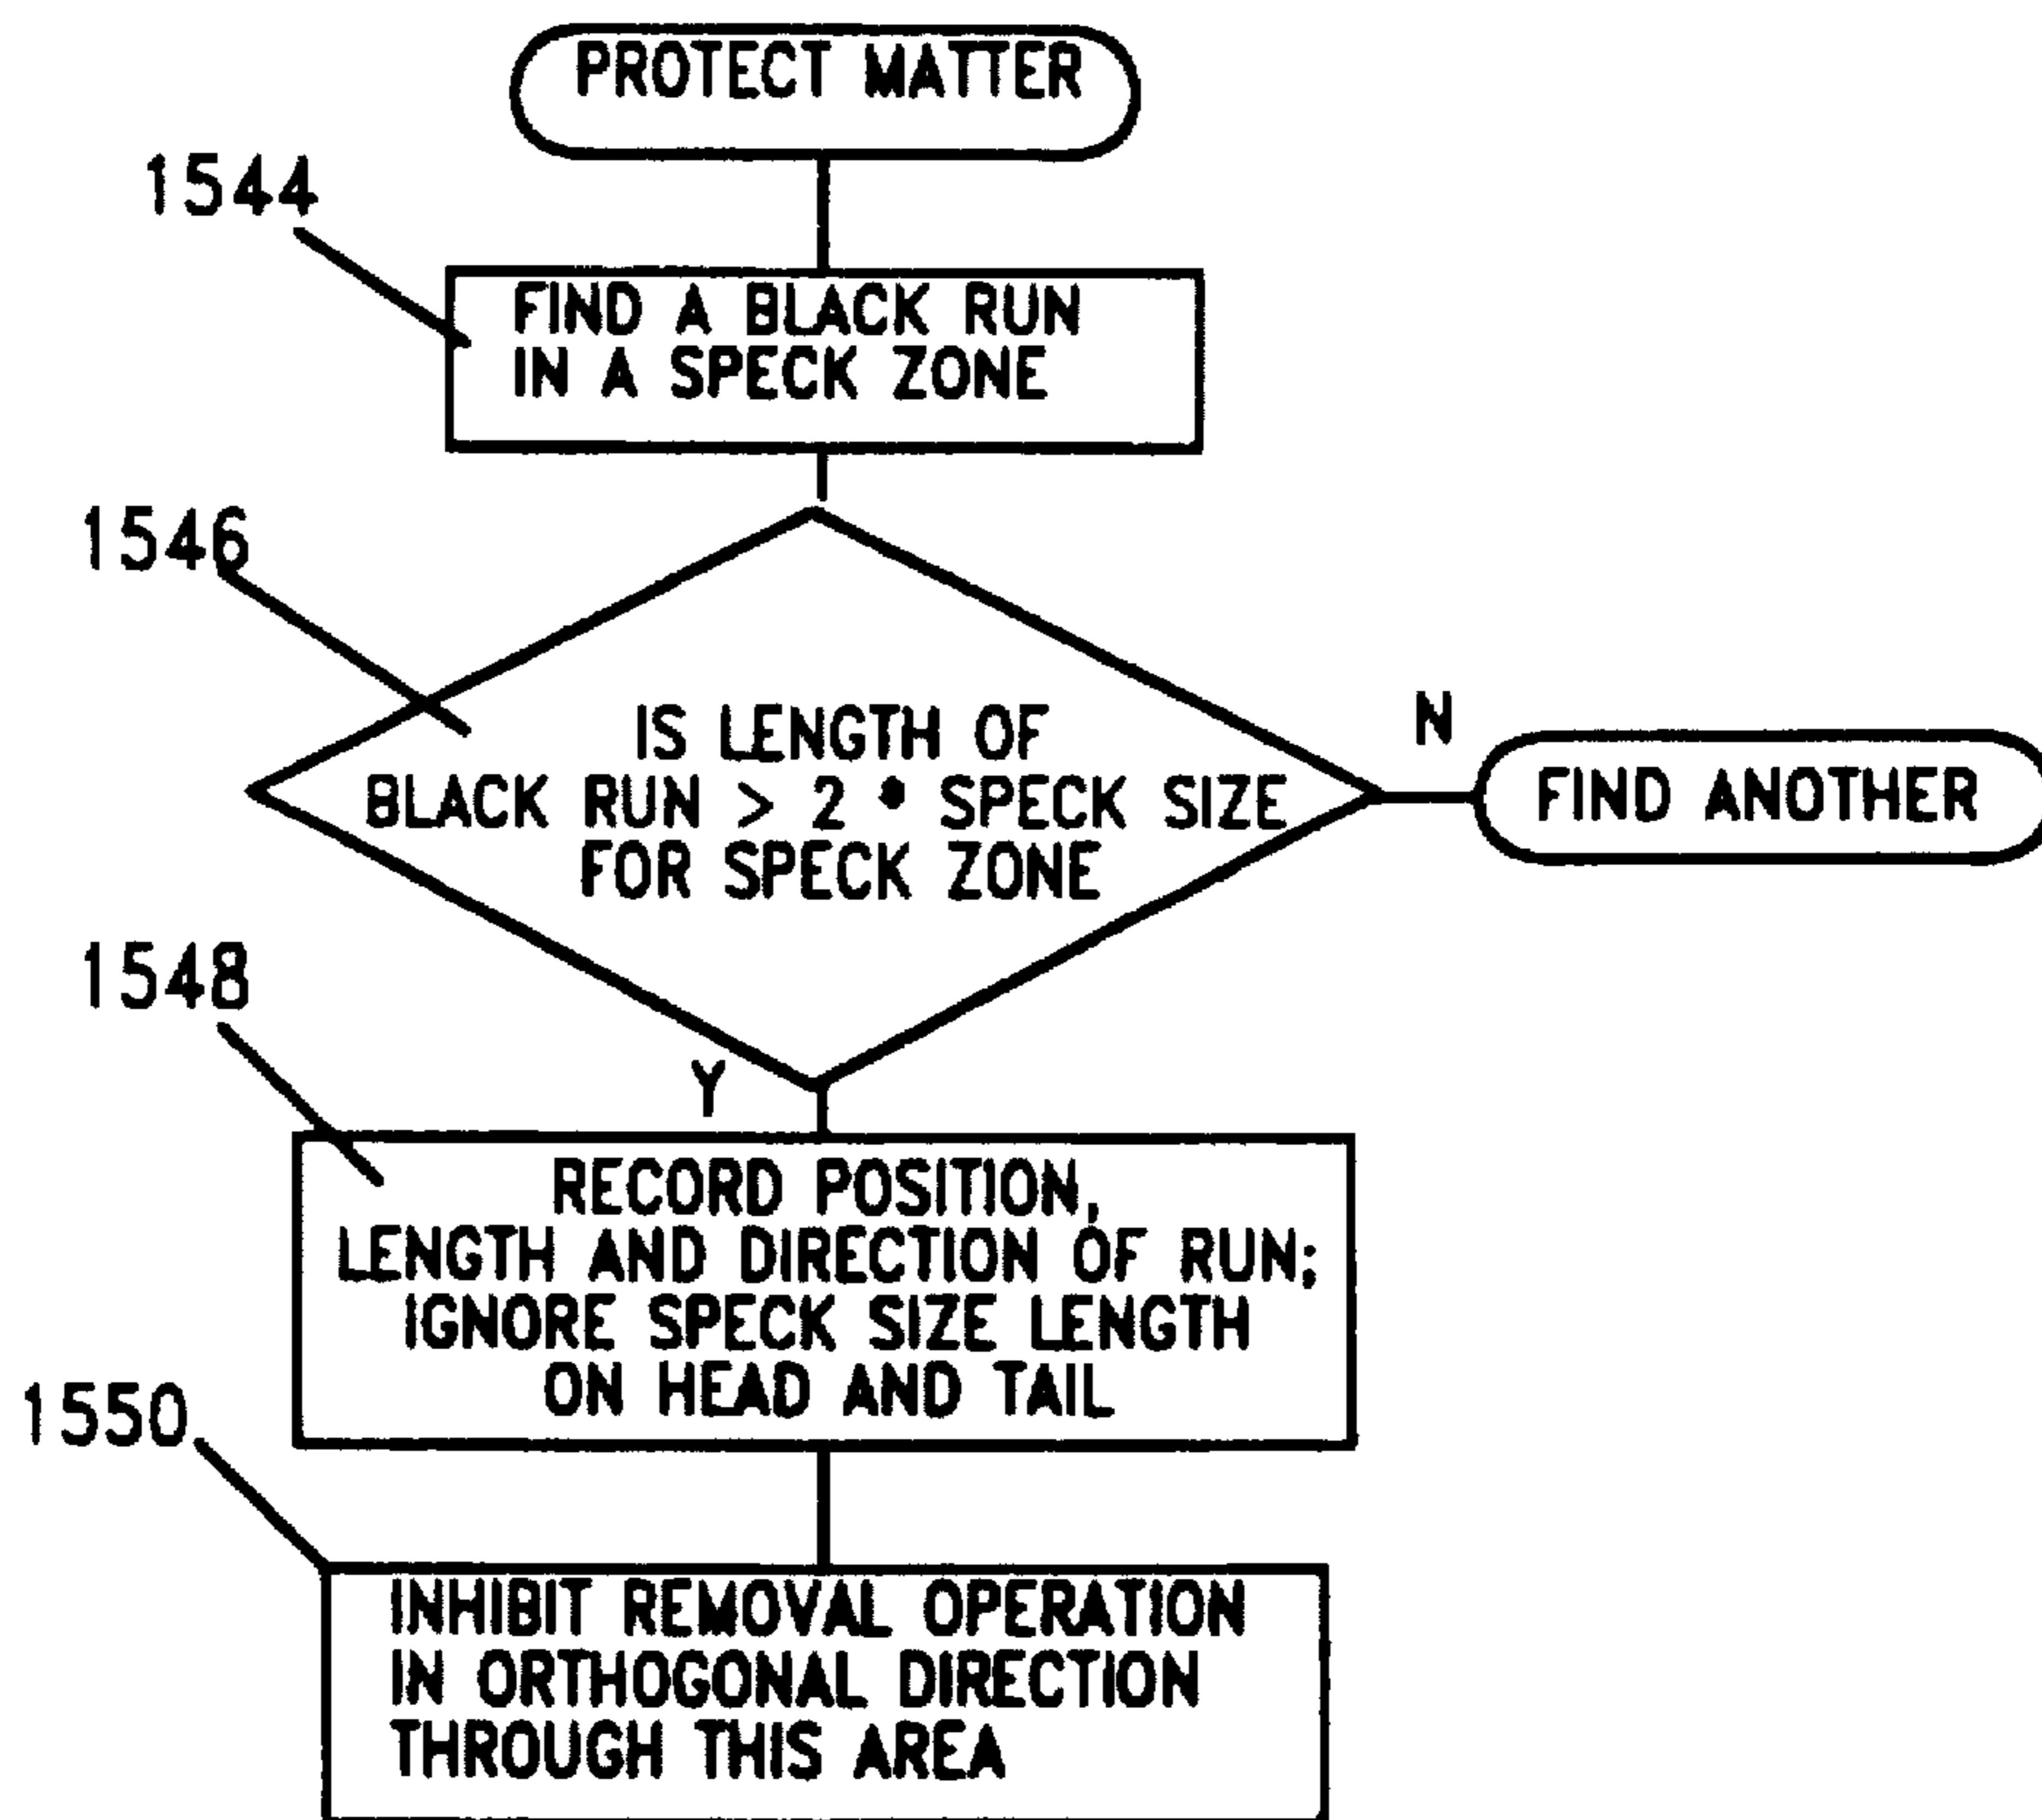 PROTECT MATTER
1544
FIND A BLACK RUN
IN A SPECK ZONE
1546
IS LENGTH OF
BLACK RUN > 2 • SPECK SIZE
FOR SPECK ZONE
N
FIND ANOTHER
1548
Y
RECORD POSITION,
LENGTH AND DIRECTION OF RUN;
IGNORE SPECK SIZE LENGTH
ON HEAD AND TAIL
1550
INHIBIT REMOVAL OPERATION
IN ORTHOGONAL DIRECTION
THROUGH THIS AREA